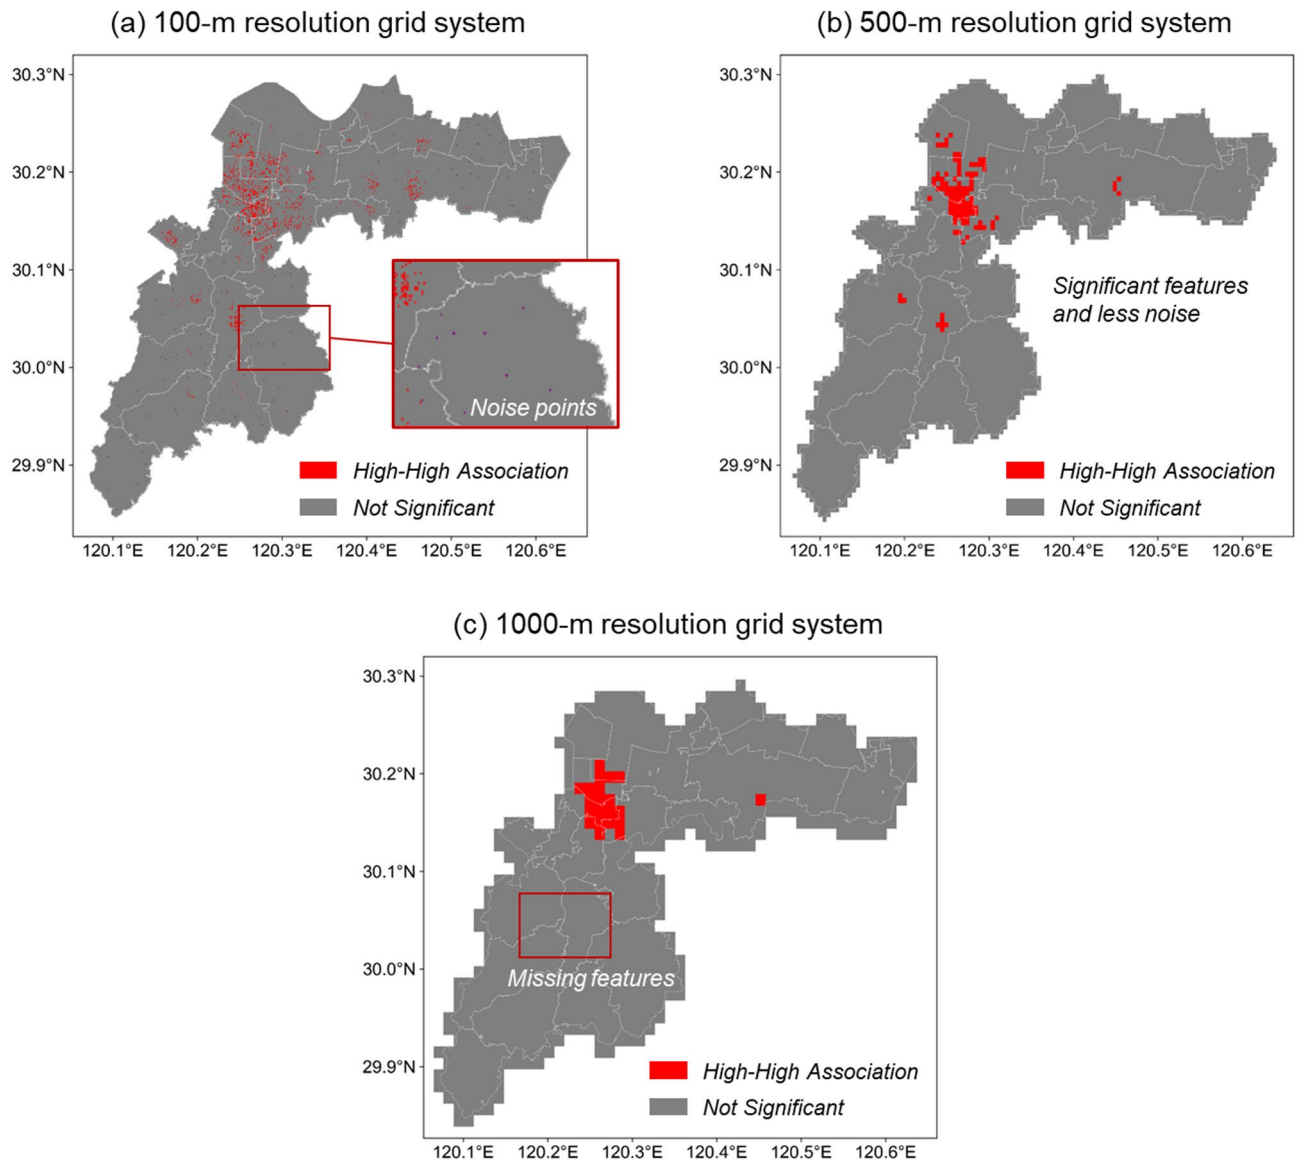 (a) 100-m resolution grid system
(b) 500-m resolution grid system
30.3°N
30.2°N
30.1°N
30.0°N
29.9°N
Noise points
High-High Association
Not Significant
120.1°E 120.2°E 120.3°E 120.4°E 120.5°E 120.6°E
30.3°N
30.2°N
30.1°N
30.0°N
29.9°N
Significant features
and less noise
High-High Association
Not Significant
120.1°E 120.2°E 120.3°E 120.4°E 120.5°E 120.6°E
(c) 1000-m resolution grid system
30.3°N
30.2°N
30.1°N
30.0°N
29.9°N
Missing features
High-High Association
Not Significant
120.1°E 120.2°E 120.3°E 120.4°E 120.5°E 120.6°E